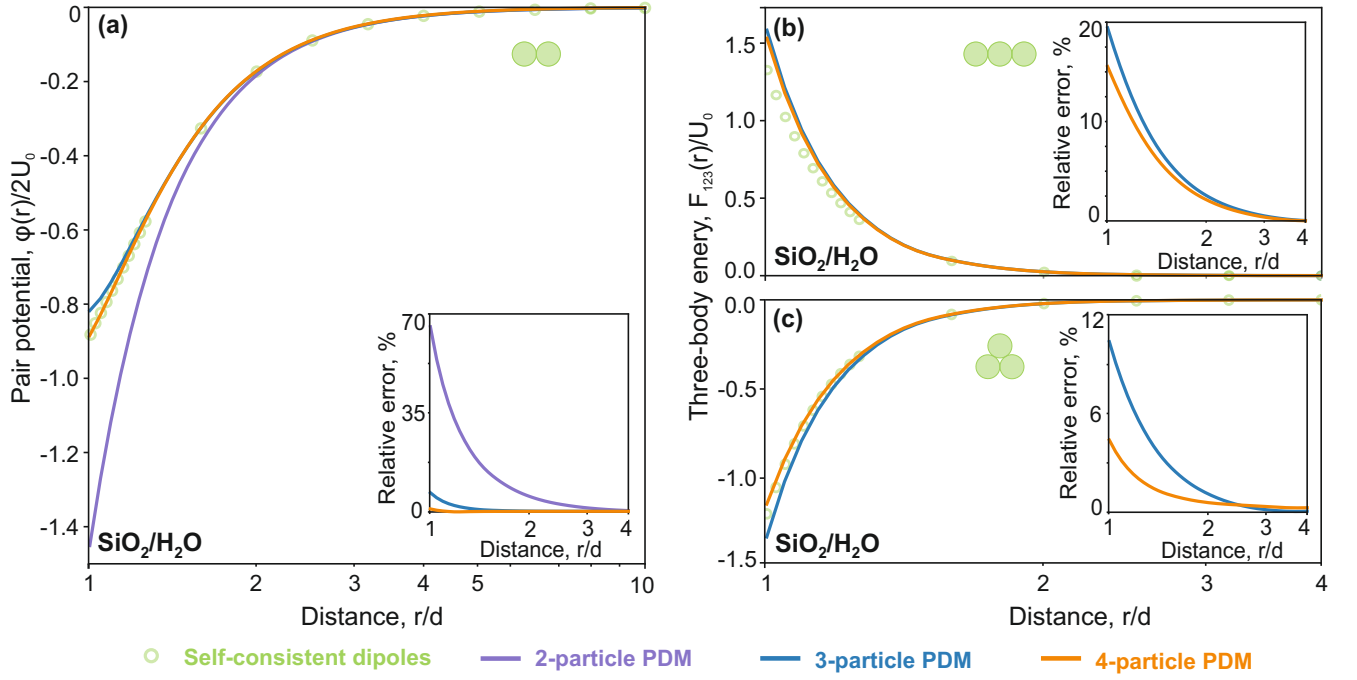 (a)
Pair potential, φ(r)/2U₀
0
-0.2
-0.4
-0.6
-0.8
-1.0
-1.2
-1.4
SiO₂/H₂O
1
2
3
4
5
10
Distance, r/d
Relative error, %
70
35
0
1
2
3
4
Distance, r/d
(b)
Three-body enery, F₁₂₃(r)/U₀
1.5
1.0
0.5
0.0
SiO₂/H₂O
Relative error, %
20
10
0
1
2
3
4
Distance, r/d
(c)
0.0
-0.5
-1.0
-1.5
SiO₂/H₂O
1
2
3
4
Distance, r/d
Relative error, %
12
6
0
1
2
3
4
Distance, r/d
Self-consistent dipoles
2-particle PDM
3-particle PDM
4-particle PDM